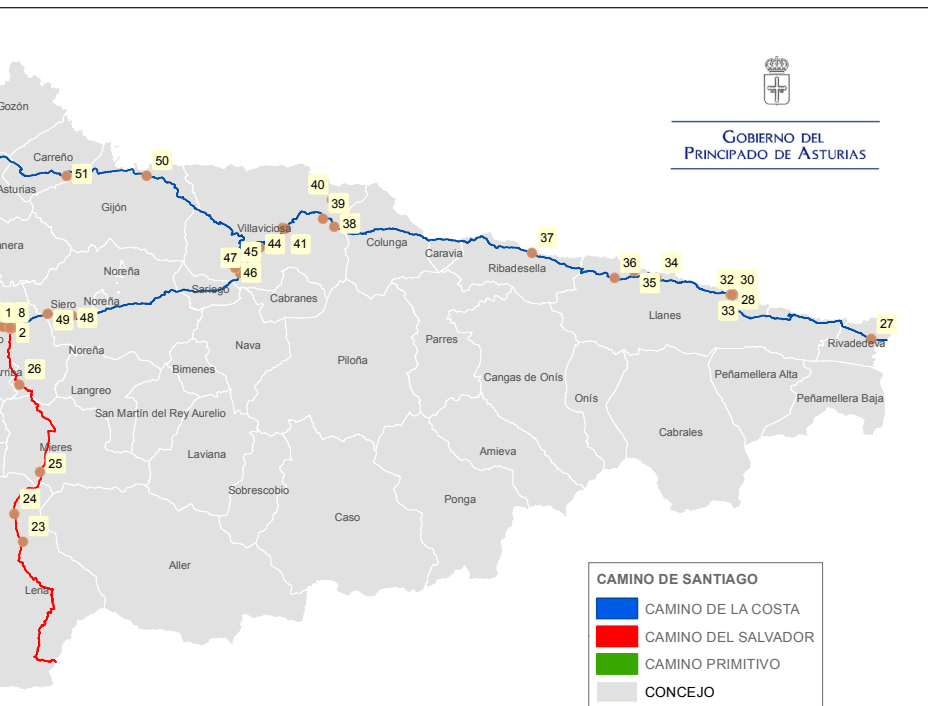 GOBIERNO DEL
PRINCIPADO DE ASTURIAS
Gozón
Carreño
51
50
Asturias
Gijón
40
39
38
Villaviciosa
44
41
47
45
46
Colunga
Caravia
37
Ribadesella
36
35
34
32
30
28
33
Llanes
27
Rivadedeva
Noreña
Sariego
Cabranes
1
8
2
Siero
Noreña
49
48
Noreña
Nava
Parres
Piloña
26
Bimenes
Langreo
Cangas de Onís
Onís
Peñamellera Alta
Peñamellera Baja
San Martín del Rey Aurelio
Cabrales
Mieres
Laviana
Amieva
25
Sobrescobio
Ponga
24
Caso
23
Aller
Lena
CAMINO DE SANTIAGO
CAMINO DE LA COSTA
CAMINO DEL SALVADOR
CAMINO PRIMITIVO
CONCEJO